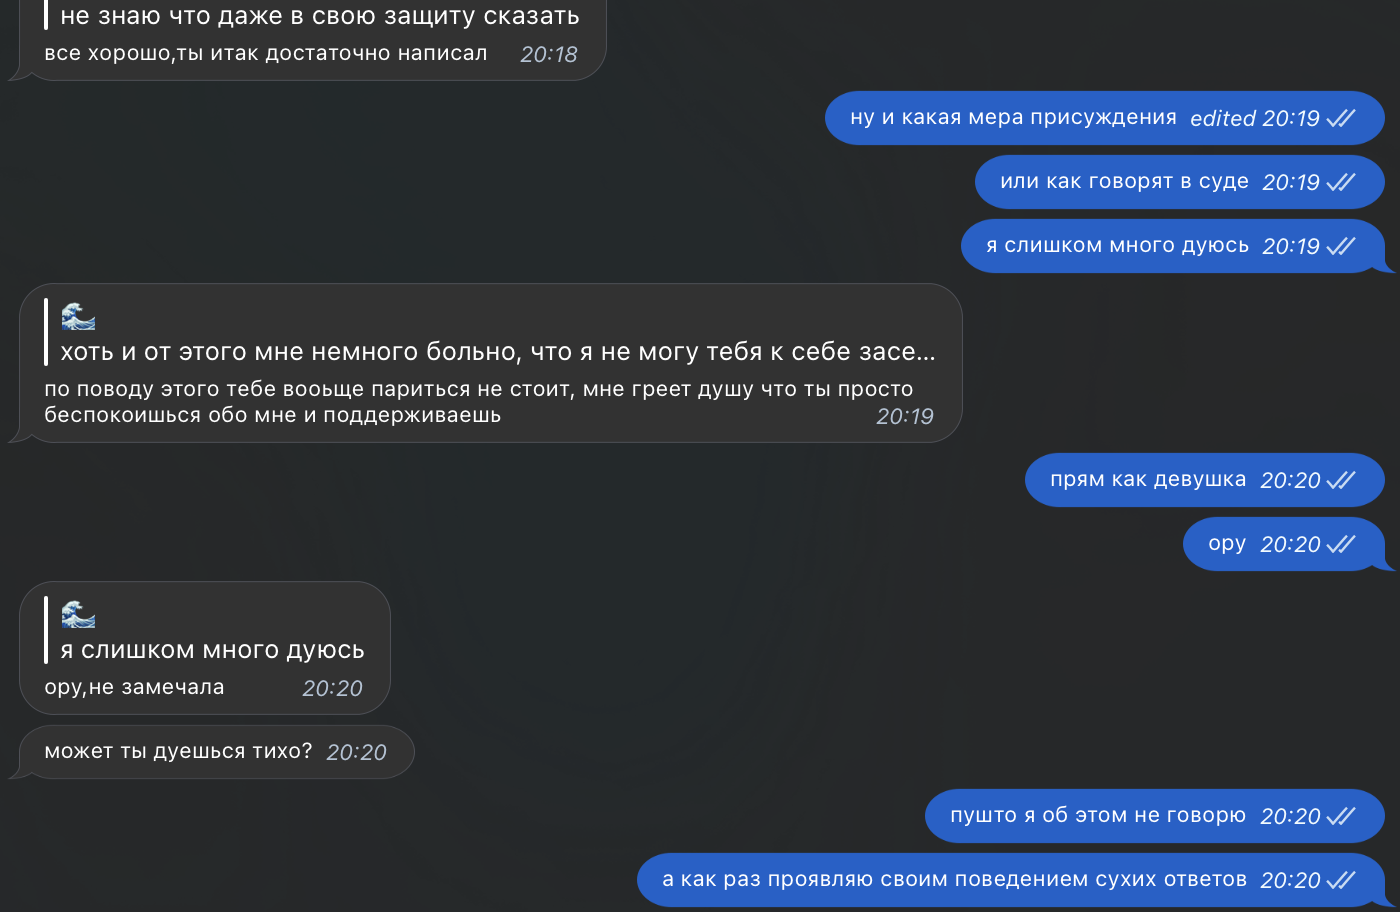 не знаю что даже в свою защиту сказать
все хорошо,ты итак достаточно написал 20:18
ну и какая мера присуждения edited 20:19
или как говорят в суде 20:19
я слишком много дуюсь 20:19
🌊
хоть и от этого мне немного больно, что я не могу тебя к себе засе...
по поводу этого тебе вооьще париться не стоит, мне греет душу что ты просто
беспокоишься обо мне и поддерживаешь 20:19
прям как девушка 20:20
ору 20:20
🌊
я слишком много дуюсь
ору,не замечала 20:20
может ты дуешься тихо? 20:20
пушто я об этом не говорю 20:20
а как раз проявляю своим поведением сухих ответов 20:20